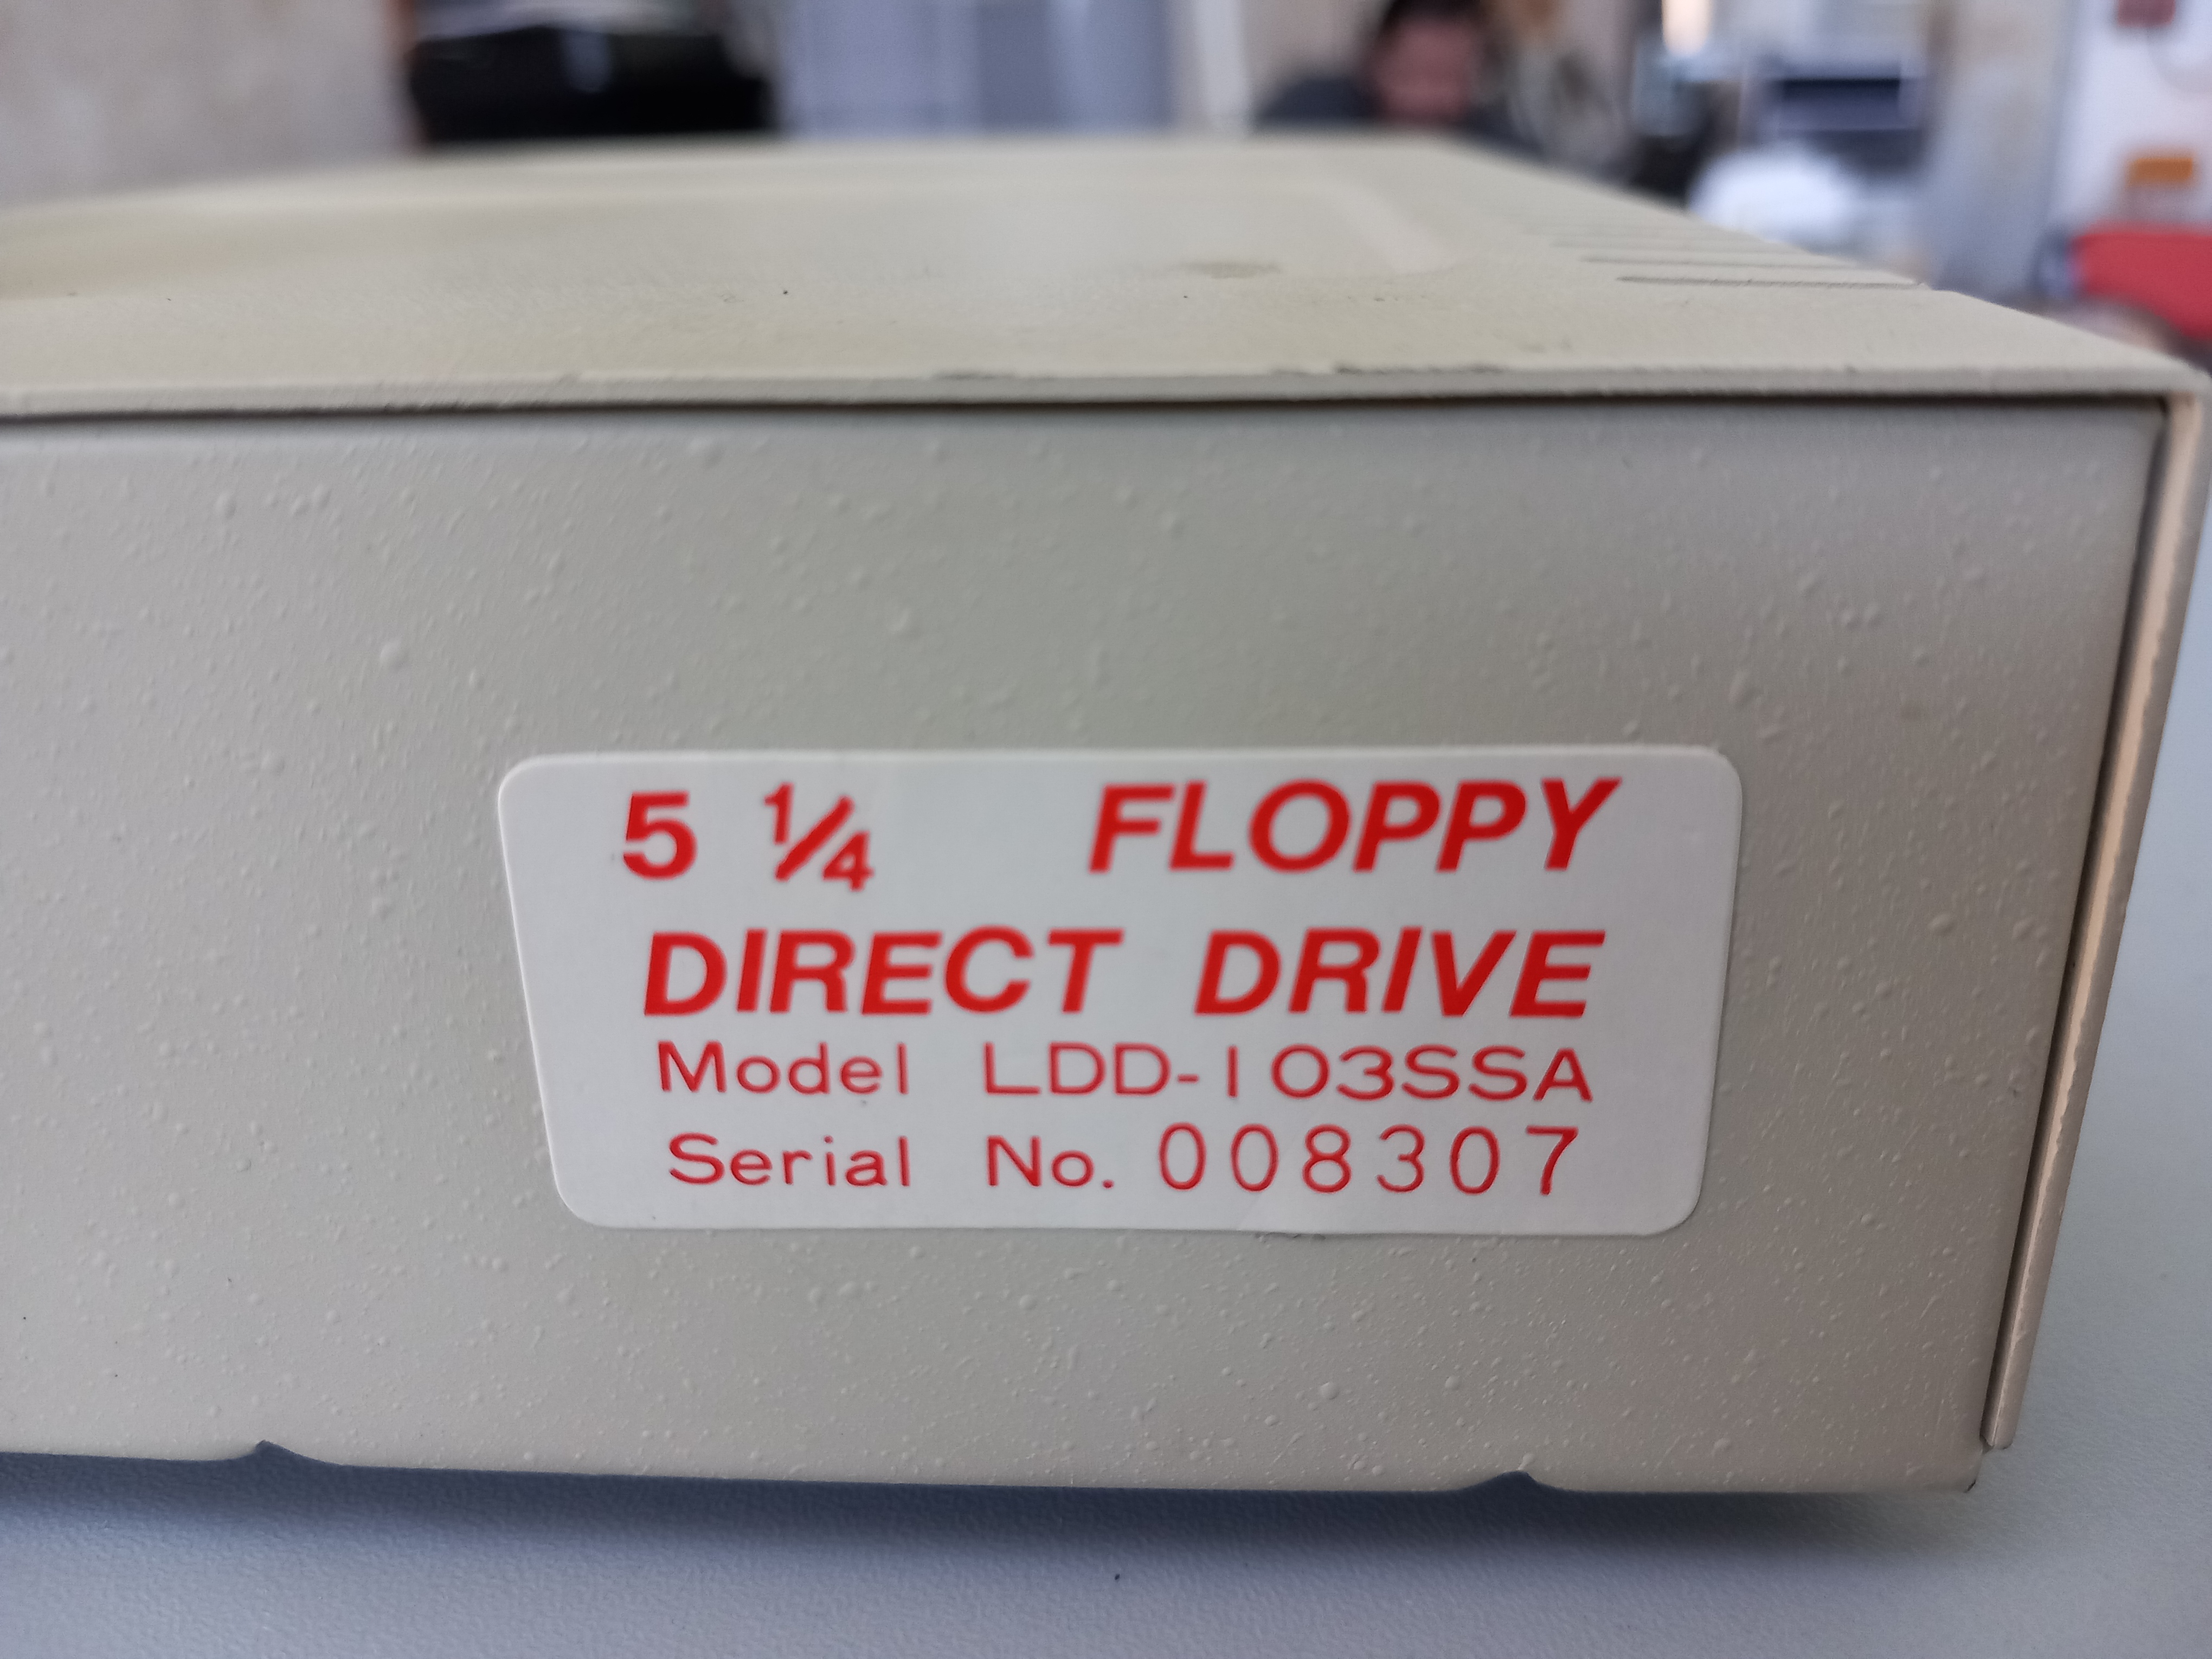 5 ¼ FLOPPY
DIRECT DRIVE
Model LDD-103SSA
Serial No. 008307